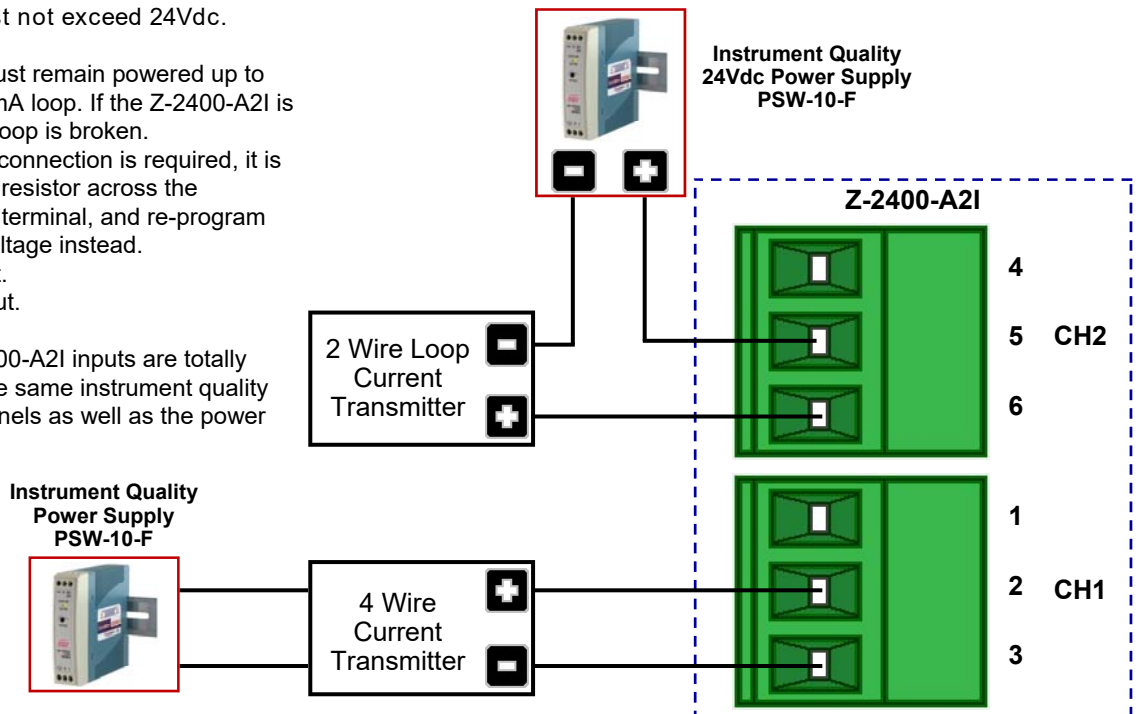 st not exceed 24Vdc.
ust remain powered up to
nA loop. If the Z-2400-A2I is
oop is broken.
connection is required, it is
resistor across the
terminal, and re-program
ltage instead.
t.
ut.
00-A2I inputs are totally
e same instrument quality
nels as well as the power
Instrument Quality
24Vdc Power Supply
PSW-10-F
Z-2400-A2I
4
5 CH2
6
2 Wire Loop
Current
Transmitter
Instrument Quality
Power Supply
PSW-10-F
4 Wire
Current
Transmitter
1
2 CH1
3